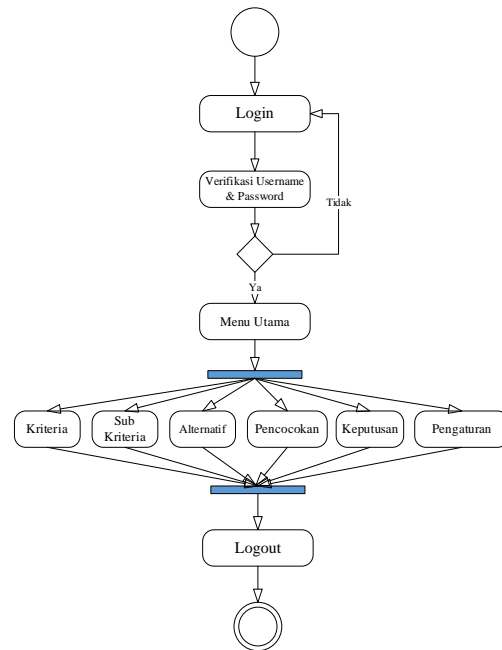 Login
Verifikasi Username
& Password
Tidak
Ya
Menu Utama
Kriteria
Sub
Kriteria
Alternatif
Pencocokan
Keputusan
Pengaturan
Logout